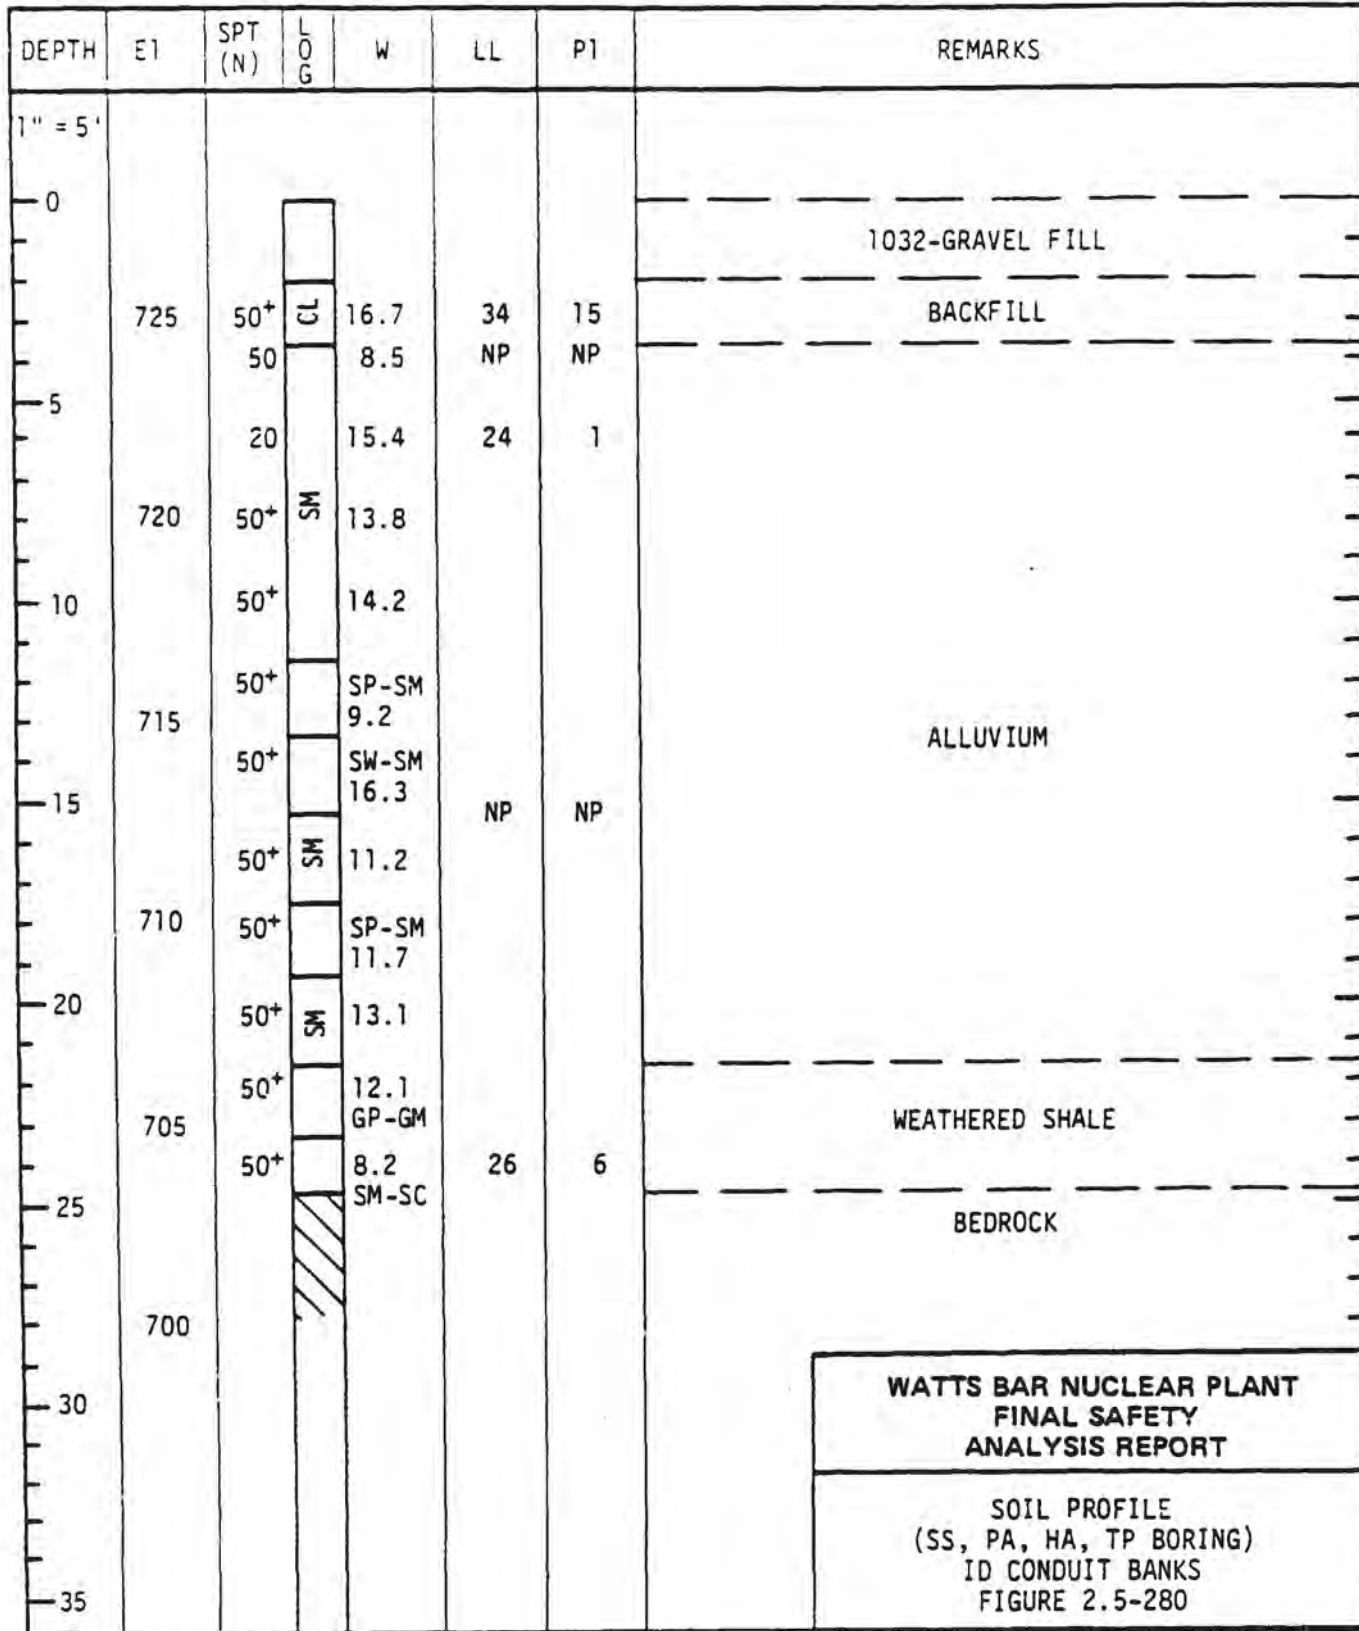 DEPTH El SPT (N) LOG W LL Pl REMARKS
1" = 5'
0
1032-GRAVEL FILL
725 50+ CL 16.7 34 15 BACKFILL
50 8.5 NP NP
5
20 15.4 24 1
720 50+ SM 13.8
10 50+ 14.2
50+ SP-SM
715 9.2
ALLUVIUM
50+ SW-SM
16.3
15 NP NP
50+ SM 11.2
710 50+ SP-SM
11.7
20 50+ SM 13.1
50+ 12.1
GP-GM
705 WEATHERED SHALE
50+ 8.2 26 6
SM-SC
25
BEDROCK
700
30
35
WATTS BAR NUCLEAR PLANT
FINAL SAFETY
ANALYSIS REPORT
SOIL PROFILE
(SS, PA, HA, TP BORING)
ID CONDUIT BANKS
FIGURE 2.5-280